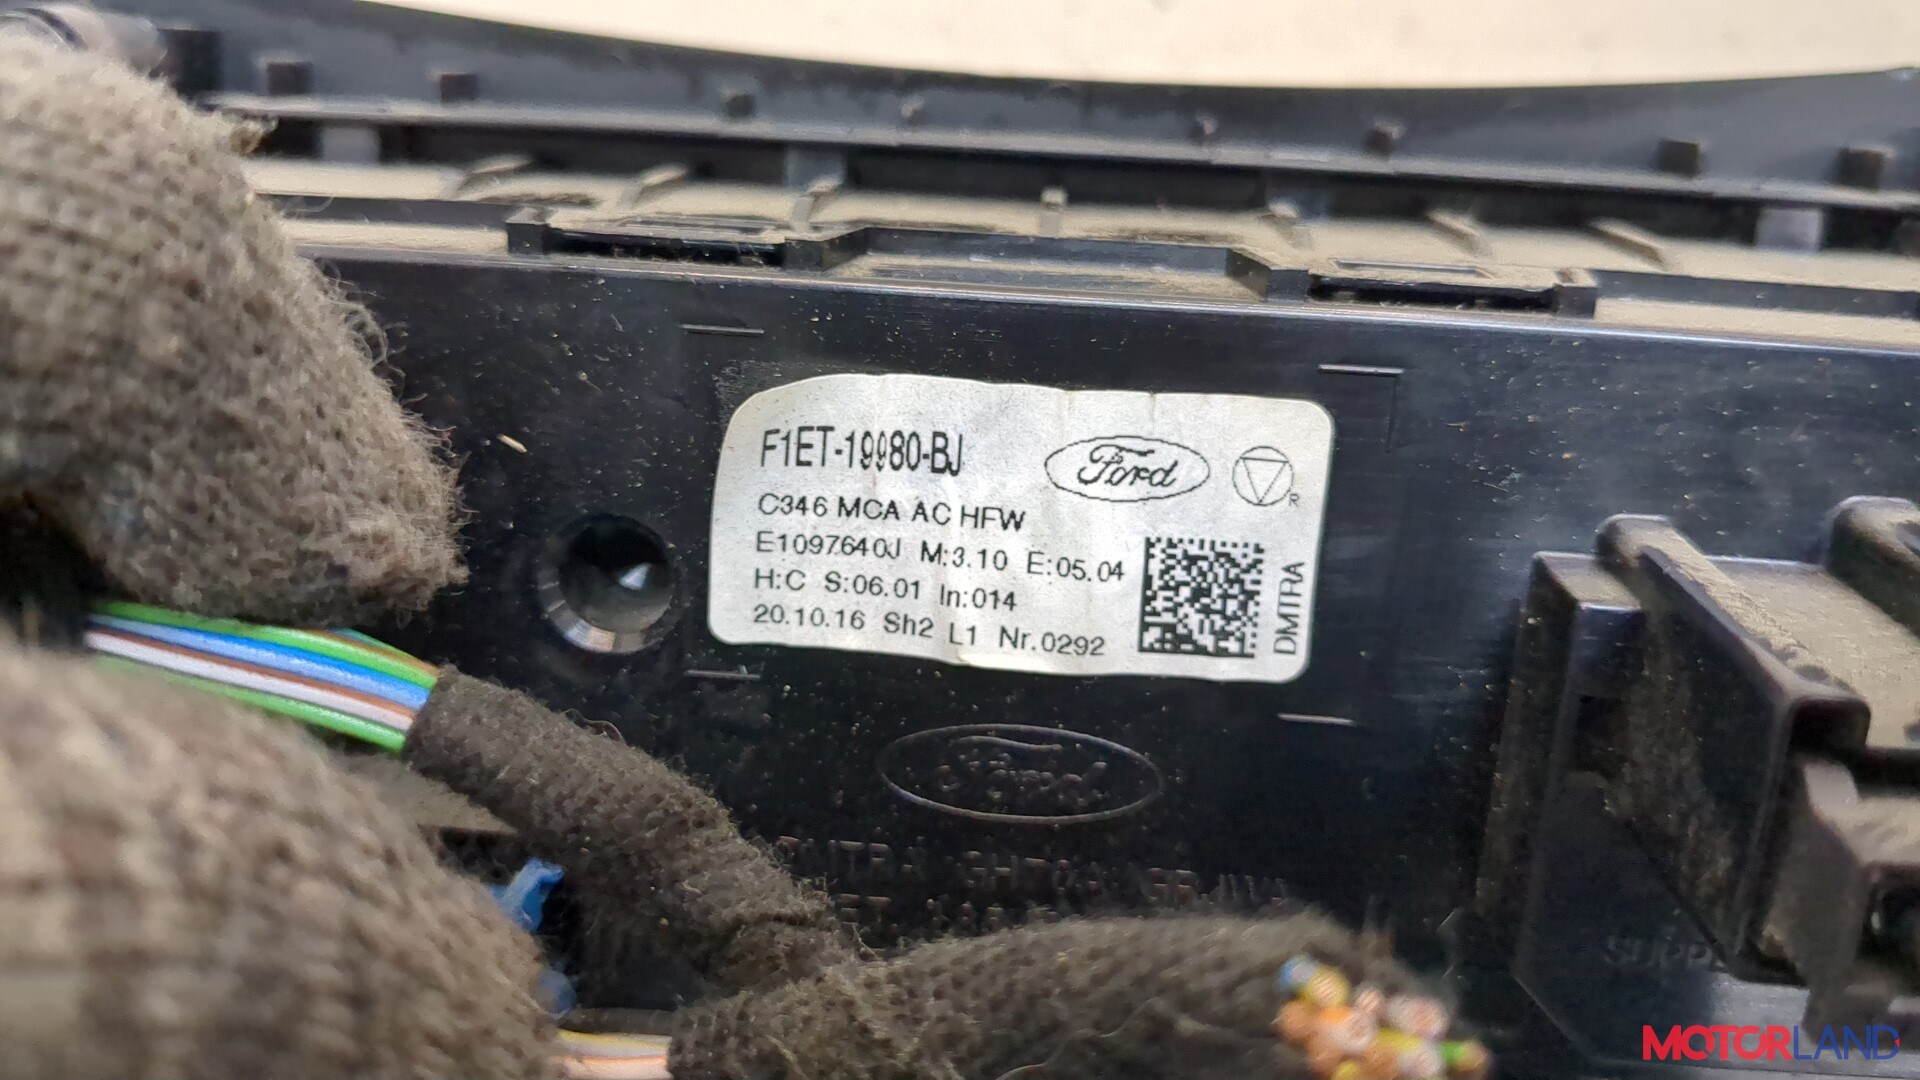 F1ET-19980-BJ
Ford
R
C346 MCA AC HFW
E1097640J M:3.10 E:05.04
H:C S:06.01 In:014
20.10.16 Sh2 L1 Nr.0292
DMTRA
Ford
MOTORLAND